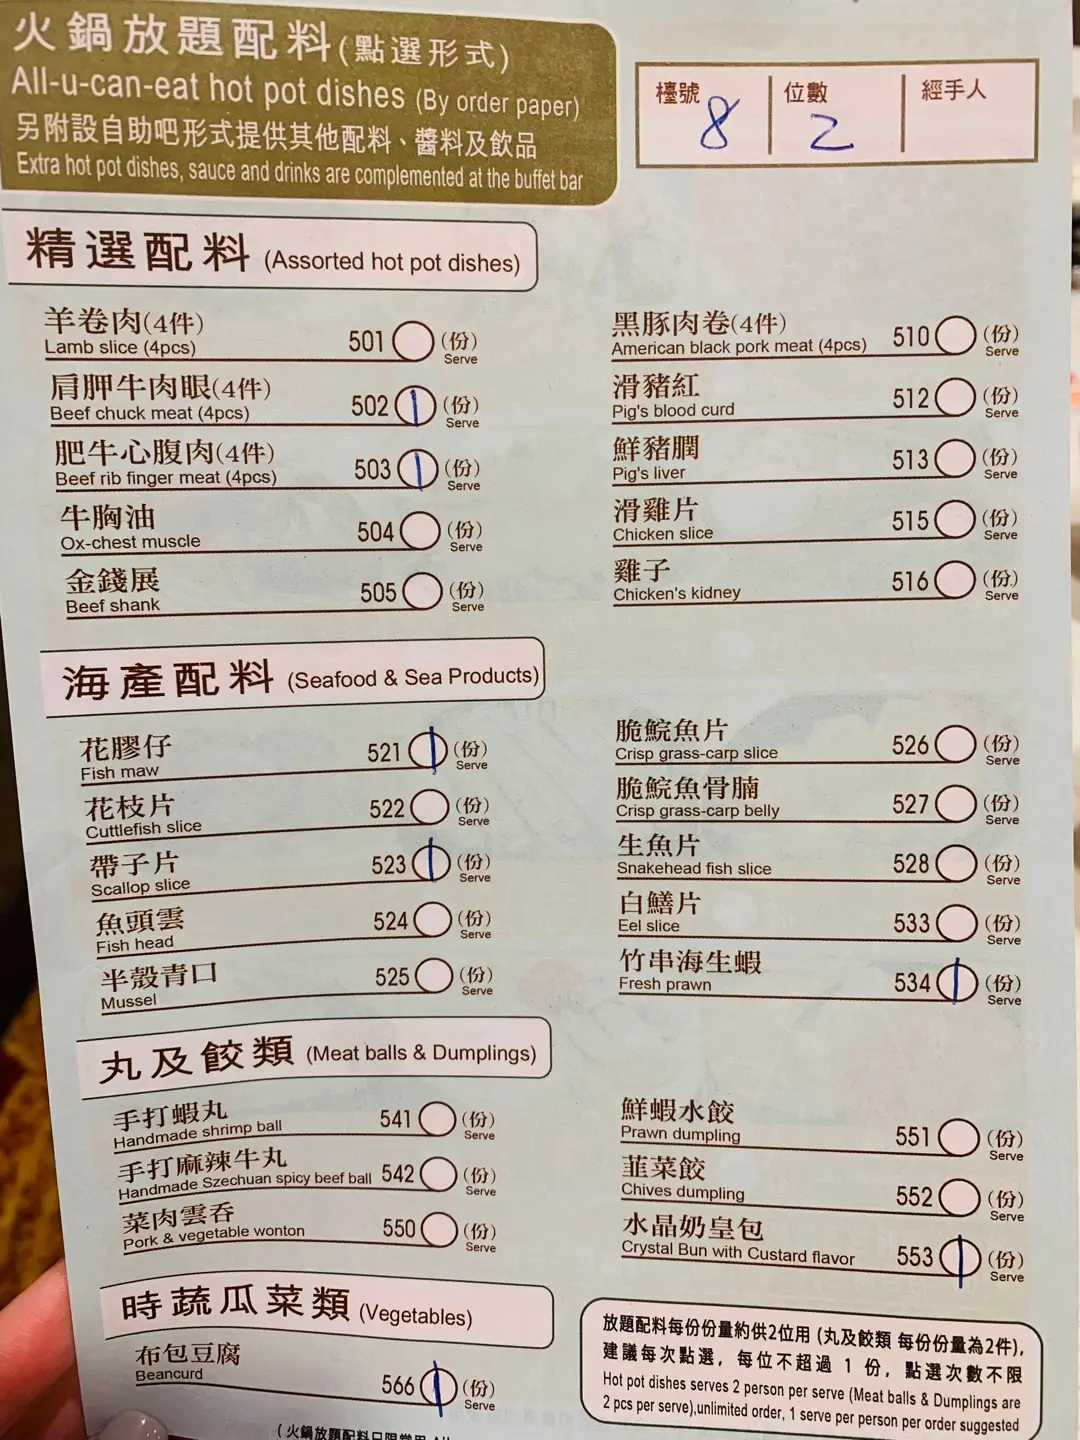 火鍋放題配料(點選形式)
All-u-can-eat hot pot dishes (By order paper)
另附設自助吧形式提供其他配料、醬料及飲品
Extra hot pot dishes, sauce and drinks are complemented at the buffet bar
檯號 8 位數 2 經手人
精選配料 (Assorted hot pot dishes)
羊卷肉(4件) 501 (份)
Lamb slice (4pcs) Serve
肩胛牛肉眼(4件) 502 (份)
Beef chuck meat (4pcs) Serve
肥牛心腹肉(4件) 503 (份)
Beef rib finger meat (4pcs) Serve
牛胸油 504 (份)
Ox-chest muscle Serve
金錢展 505 (份)
Beef shank Serve
黑豚肉卷(4件) 510 (份)
American black pork meat (4pcs) Serve
滑豬紅 512 (份)
Pig's blood curd Serve
鮮豬膶 513 (份)
Pig's liver Serve
滑雞片 515 (份)
Chicken slice Serve
雞子 516 (份)
Chicken's kidney Serve
海產配料 (Seafood & Sea Products)
花膠仔 521 (份)
Fish maw Serve
花枝片 522 (份)
Cuttlefish slice Serve
帶子片 523 (份)
Scallop slice Serve
魚頭雲 524 (份)
Fish head Serve
半殼青口 525 (份)
Mussel Serve
脆鯇魚片 526 (份)
Crisp grass-carp slice Serve
脆鯇魚骨腩 527 (份)
Crisp grass-carp belly Serve
生魚片 528 (份)
Snakehead fish slice Serve
白鱔片 533 (份)
Eel slice Serve
竹串海生蝦 534 (份)
Fresh prawn Serve
丸及餃類 (Meat balls & Dumplings)
手打蝦丸 541 (份)
Handmade shrimp ball Serve
手打麻辣牛丸 542 (份)
Handmade Szechuan spicy beef ball Serve
菜肉雲吞 550 (份)
Pork & vegetable wonton Serve
鮮蝦水餃 551 (份)
Prawn dumpling Serve
韮菜餃 552 (份)
Chives dumpling Serve
水晶奶皇包 553 (份)
Crystal Bun with Custard flavor Serve
時蔬瓜菜類 (Vegetables)
布包豆腐 566 (份)
Beancurd Serve
放題配料每份份量約供2位用 (丸及餃類 每份份量為2件),
建議每次點選, 每位不超過 1 份, 點選次數不限
Hot pot dishes serves 2 person per serve (Meat balls & Dumplings are
2 pcs per serve),unlimited order, 1 serve per person per order suggested